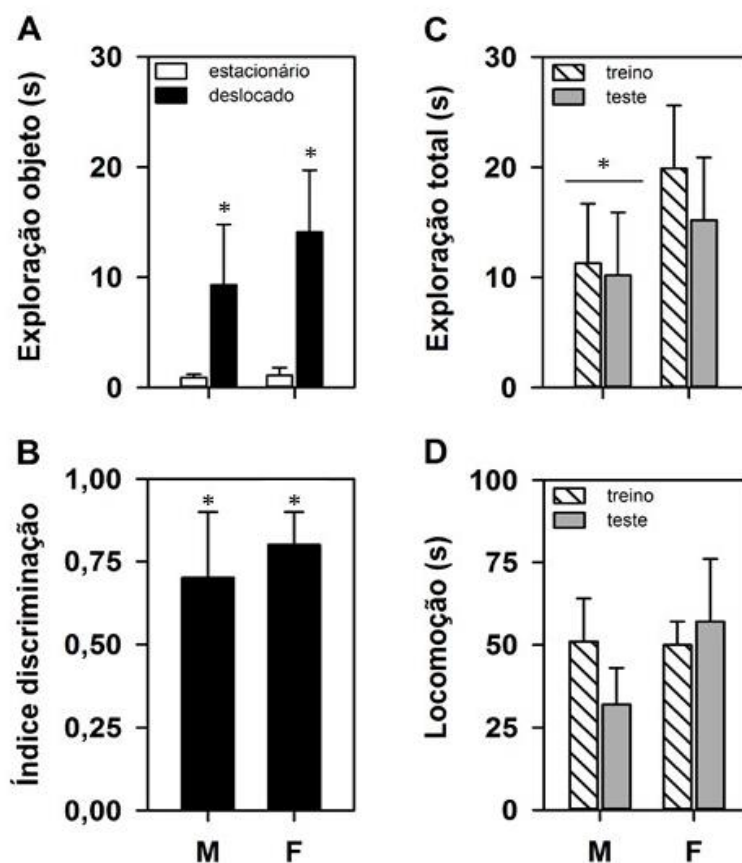 A
Exploração objeto (s)
30
20
10
0
estacionário
deslocado
*
*
B
Índice discriminação
1,00
0,75
0,50
0,25
0,00
*
*
M
F
C
Exploração total (s)
30
20
10
0
treino
teste
*
D
Locomoção (s)
100
75
50
25
0
treino
teste
M
F